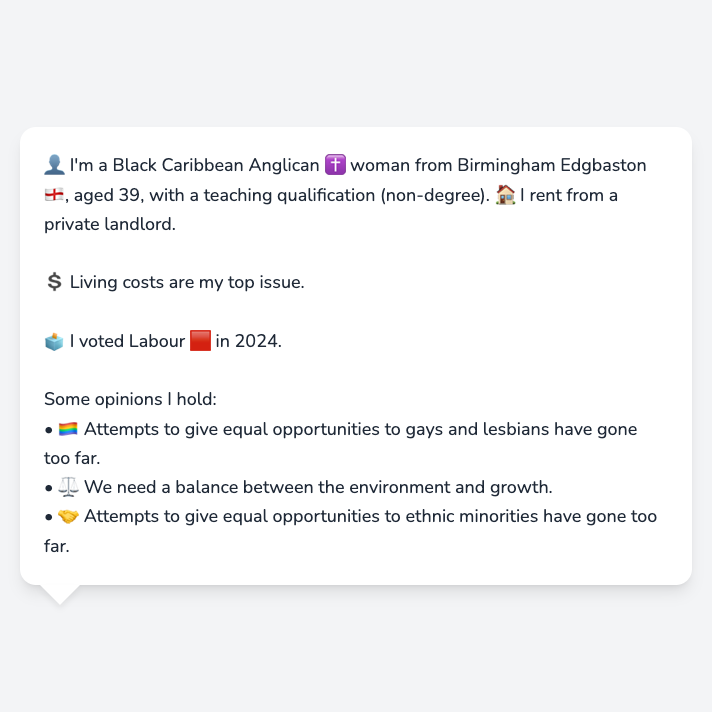 👤 I'm a Black Caribbean Anglican ✝️ woman from Birmingham Edgbaston
🏴󠁧󠁢󠁥󠁮󠁧󠁿, aged 39, with a teaching qualification (non-degree). 🏠 I rent from a
private landlord.
💲 Living costs are my top issue.
🗳️ I voted Labour 🟥 in 2024.
Some opinions I hold:
• 🏳️‍🌈 Attempts to give equal opportunities to gays and lesbians have gone
too far.
• ⚖️ We need a balance between the environment and growth.
• 🤝 Attempts to give equal opportunities to ethnic minorities have gone too
far.